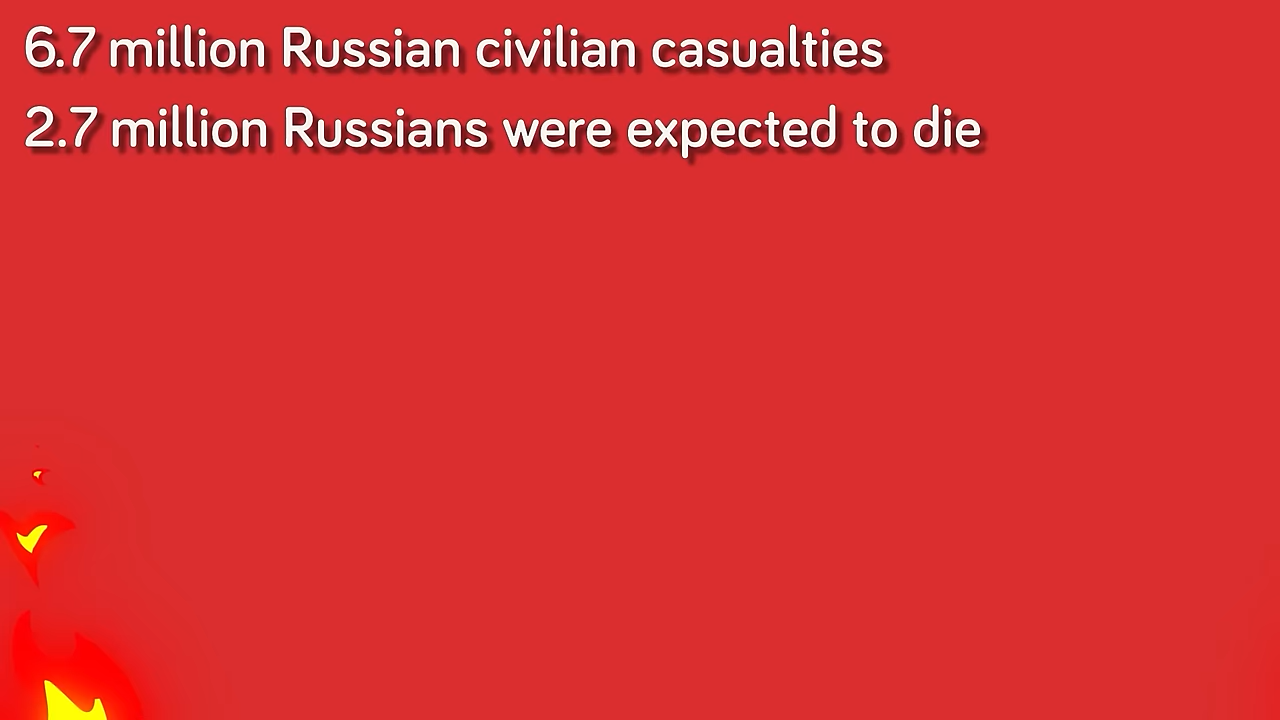 6.7 million Russian civilian casualties
2.7 million Russians were expected to die